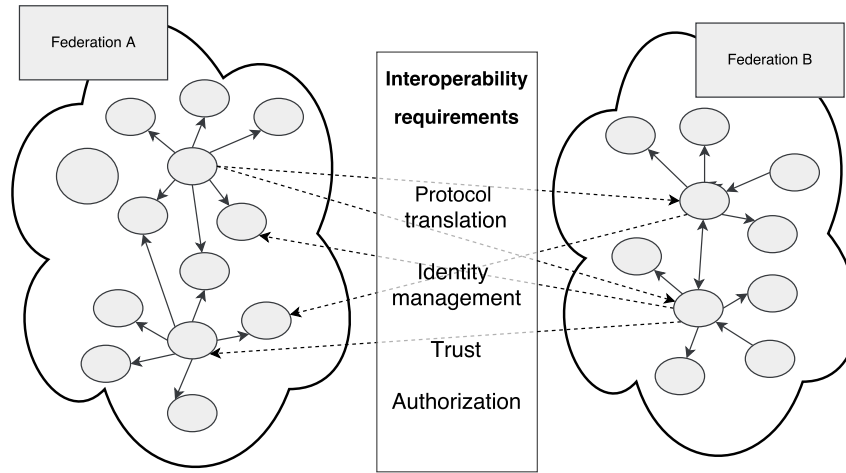 Federation A
Federation B
Interoperability
requirements
Protocol
translation
Identity
management
Trust
Authorization